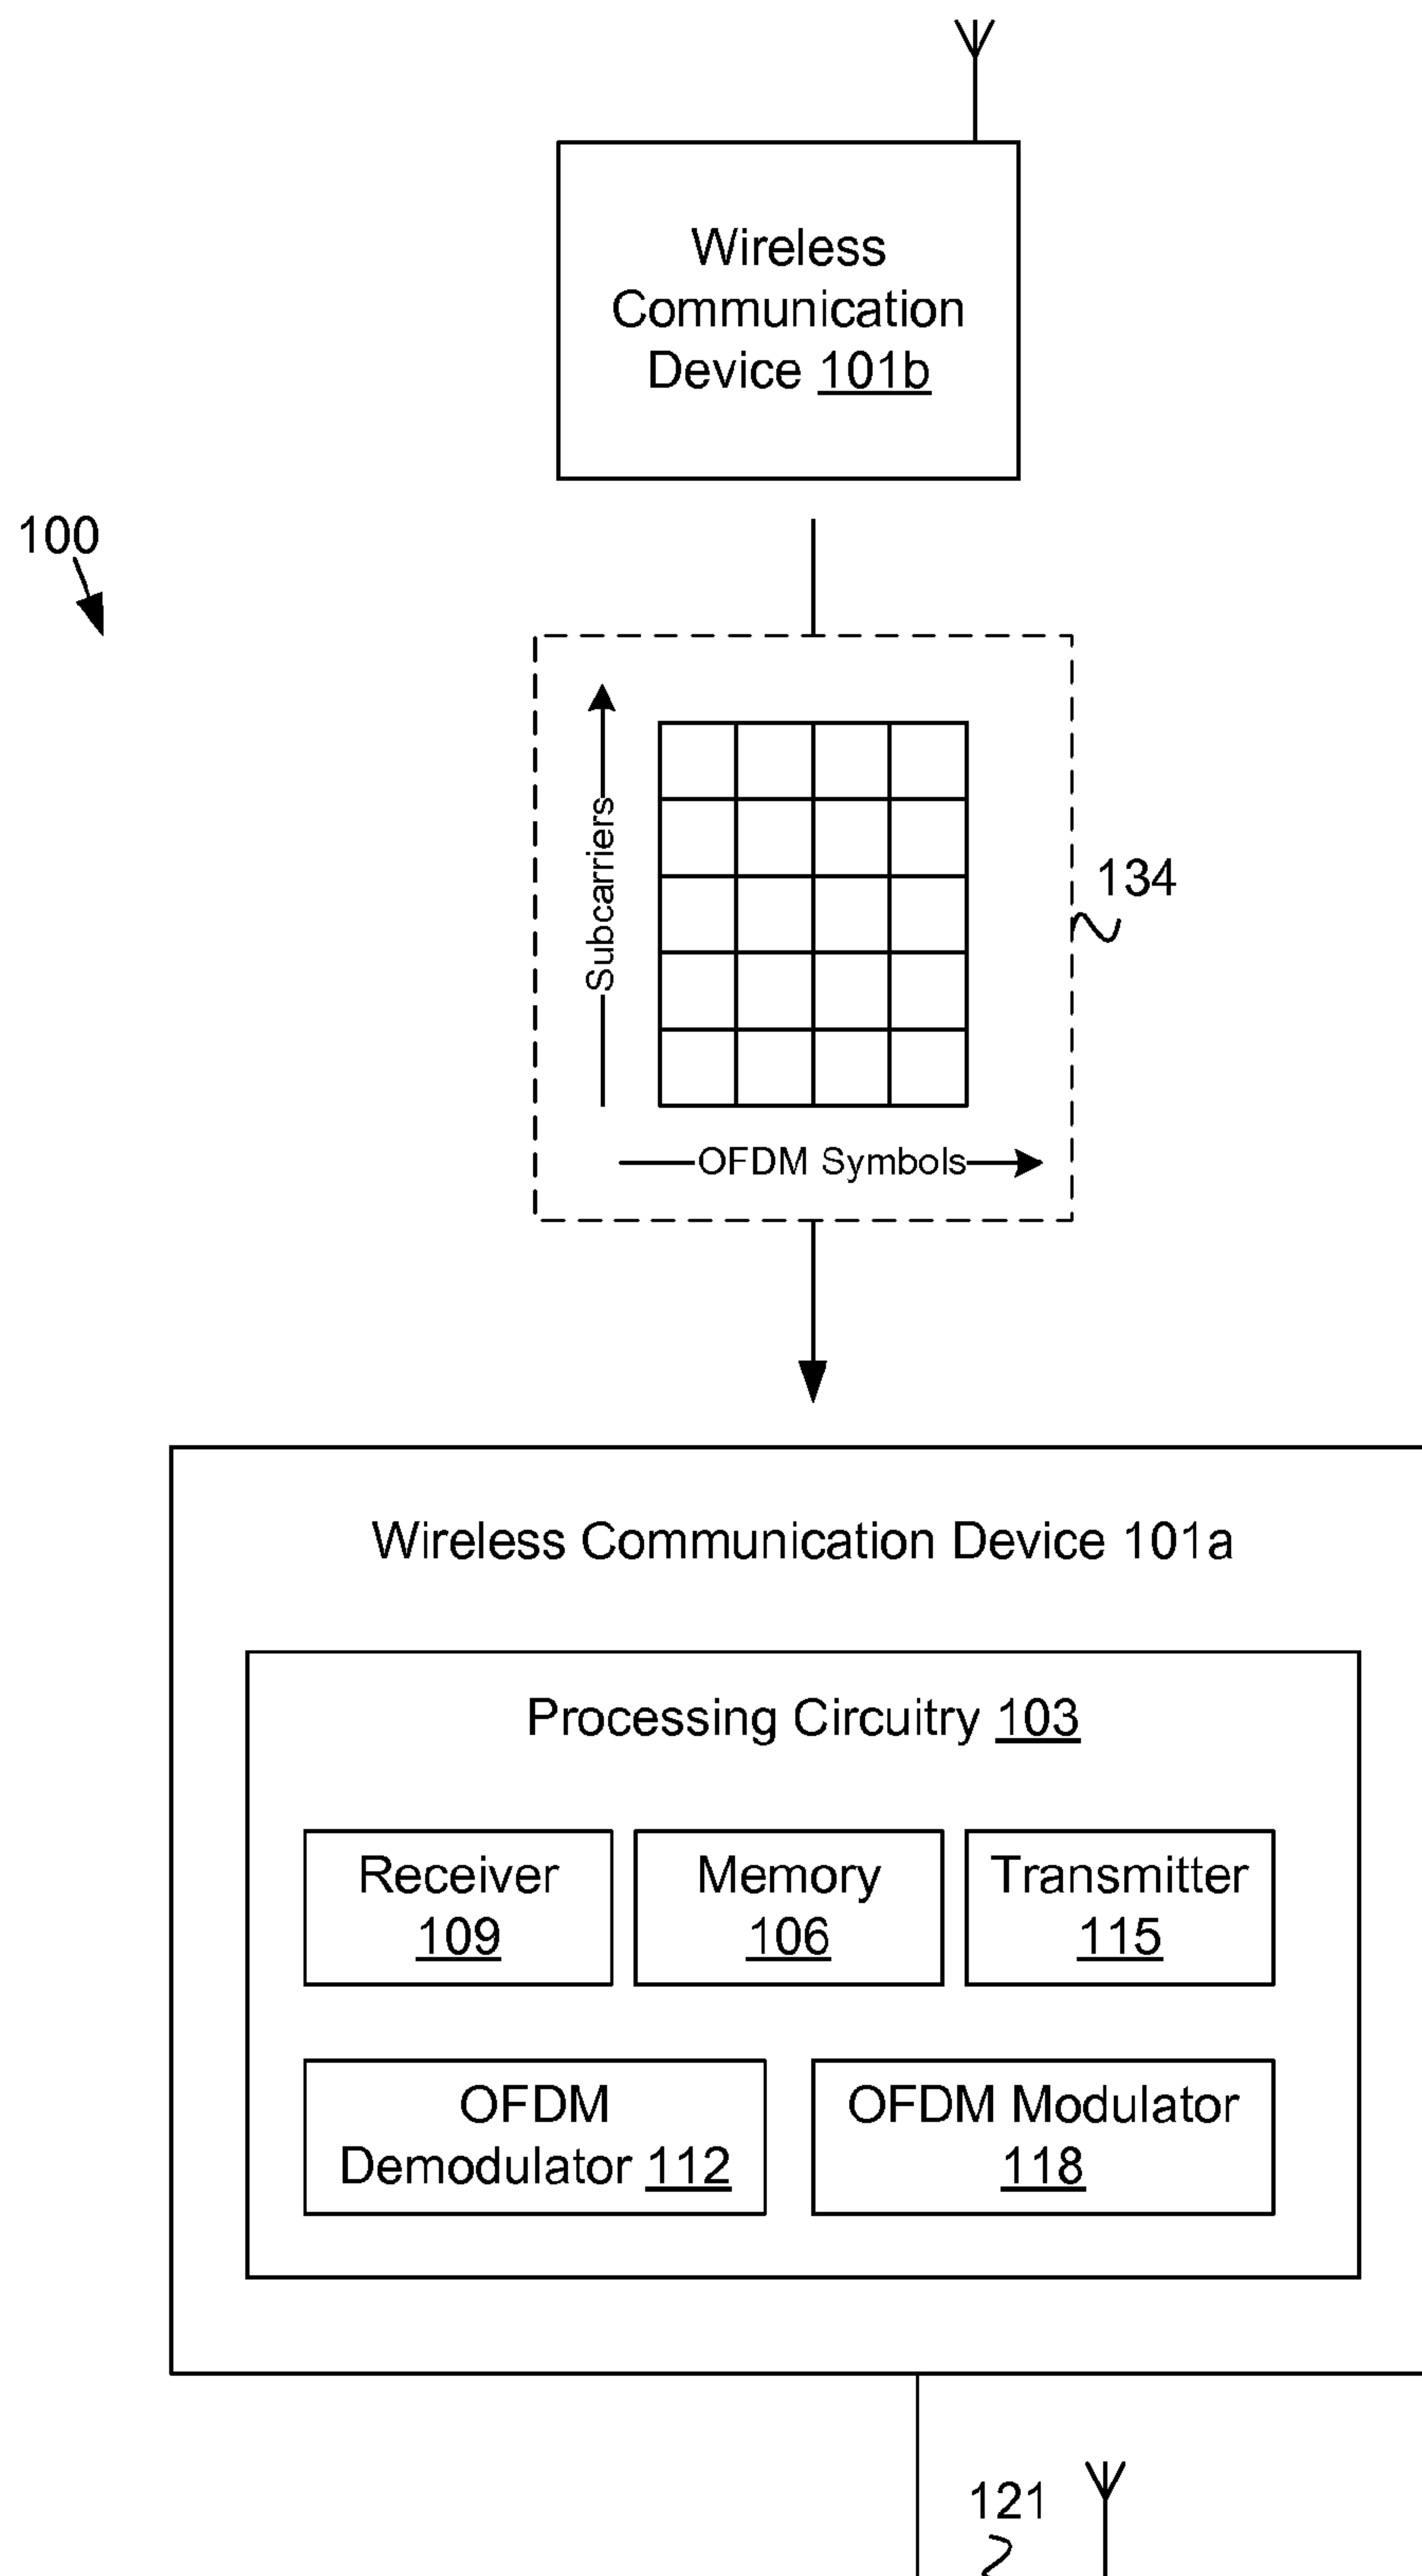 Wireless
Communication
Device 101b
100
Subcarriers
134
OFDM Symbols
Wireless Communication Device 101a
Processing Circuitry 103
Receiver
109
Memory
106
Transmitter
115
OFDM
Demodulator 112
OFDM Modulator
118
121